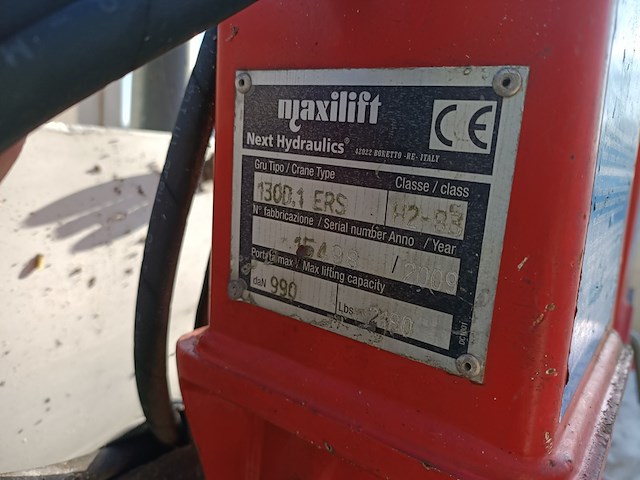 maxilift
CE
Next Hydraulics® 42022 BORETTO -RE- ITALY
Gru Tipo / Crane Type
Classe / class
130D.1 ERS
H2-B3
N° fabbricazione / Serial number Anno / Year
/ 2009
Portata max / Max lifting capacity
daN 990
Lbs